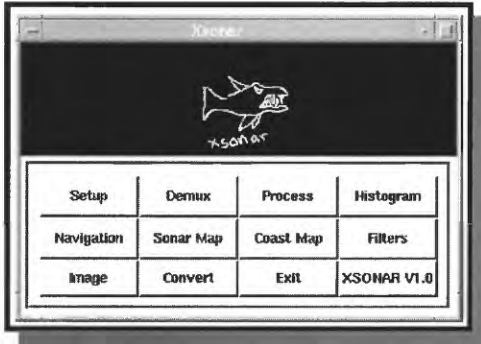 Xsonar
xsonar
Setup Demux Process Histogram
Navigation Sonar Map Coast Map Filters
Image Convert Exit XSONAR V1.0